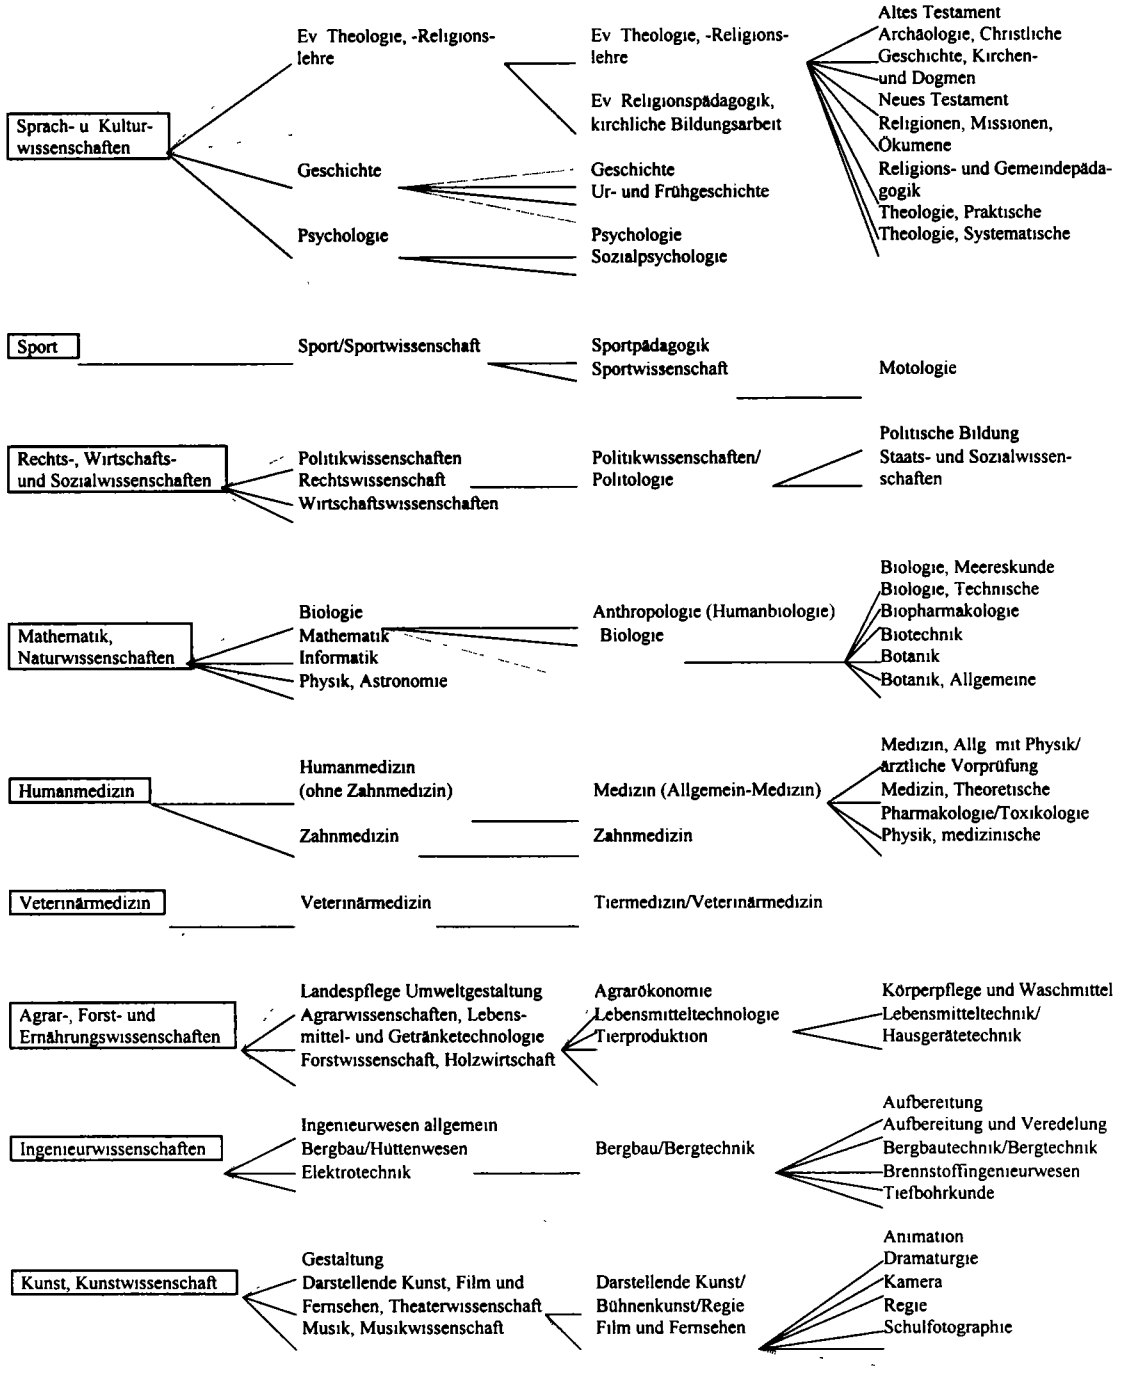 Sprach- u Kultur-
wissenschaften
Ev Theologie, -Religions-
lehre
Geschichte
Psychologie
Ev Theologie, -Religions-
lehre
Ev Religionspädagogik,
kirchliche Bildungsarbeit
Geschichte
Ur- und Frühgeschichte
Psychologie
Sozialpsychologie
Altes Testament
Archäologie, Christliche
Geschichte, Kirchen-
und Dogmen
Neues Testament
Religionen, Missionen,
Ökumene
Religions- und Gemeindepäda-
gogik
Theologie, Praktische
Theologie, Systematische
Sport
Sport/Sportwissenschaft
Sportpädagogik
Sportwissenschaft
Motologie
Rechts-, Wirtschafts-
und Sozialwissenschaften
Politikwissenschaften
Rechtswissenschaft
Wirtschaftswissenschaften
Politikwissenschaften/
Politologie
Politische Bildung
Staats- und Sozialwissen-
schaften
Mathematik,
Naturwissenschaften
Biologie
Mathematik
Informatik
Physik, Astronomie
Anthropologie (Humanbiologie)
Biologie
Biologie, Meereskunde
Biologie, Technische
Biopharmakologie
Biotechnik
Botanik
Botanik, Allgemeine
Humanmedizin
Humanmedizin
(ohne Zahnmedizin)
Zahnmedizin
Medizin (Allgemein-Medizin)
Zahnmedizin
Medizin, Allg mit Physik/
ärztliche Vorprüfung
Medizin, Theoretische
Pharmakologie/Toxikologie
Physik, medizinische
Veterinärmedizin
Veterinärmedizin
Tiermedizin/Veterinärmedizin
Agrar-, Forst- und
Ernährungswissenschaften
Landespflege Umweltgestaltung
Agrarwissenschaften, Lebens-
mittel- und Getränketechnologie
Forstwissenschaft, Holzwirtschaft
Agrarökonomie
Lebensmitteltechnologie
Tierproduktion
Körperpflege und Waschmittel
Lebensmitteltechnik/
Hausgerätetechnik
Ingenieurwissenschaften
Ingenieurwesen allgemein
Bergbau/Hüttenwesen
Elektrotechnik
Bergbau/Bergtechnik
Aufbereitung
Aufbereitung und Veredelung
Bergbautechnik/Bergtechnik
Brennstoffingenieurwesen
Tiefbohrkunde
Kunst, Kunstwissenschaft
Gestaltung
Darstellende Kunst, Film und
Fernsehen, Theaterwissenschaft
Musik, Musikwissenschaft
Darstellende Kunst/
Bühnenkunst/Regie
Film und Fernsehen
Animation
Dramaturgie
Kamera
Regie
Schulfotographie